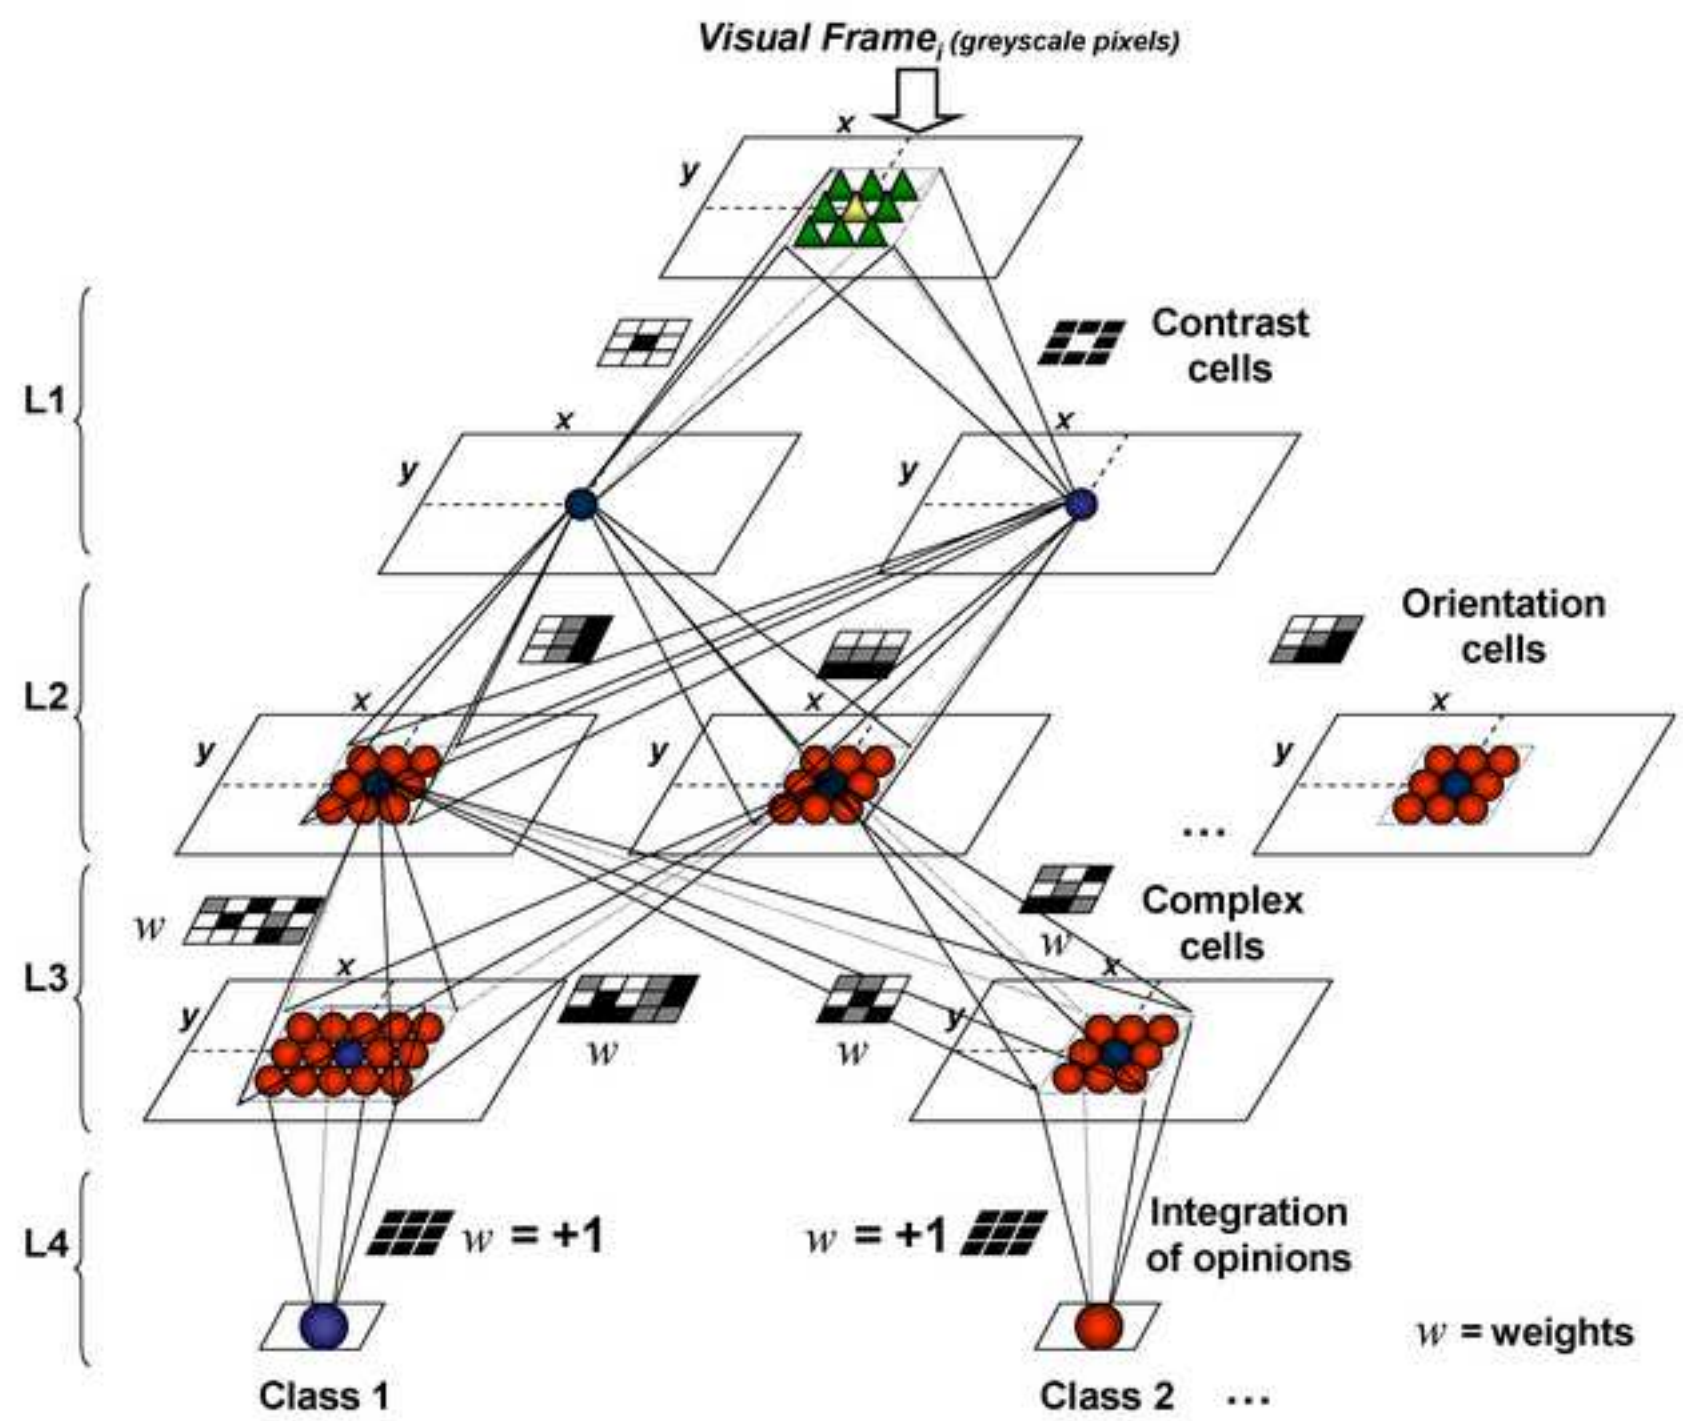 Visual Frame i (greyscale pixels)
x
y
Contrast
cells
L1
x
y
x
y
Orientation
cells
L2
x
y
x
y
x
y
...
Complex
cells
w
w
L3
x
y
w
w
x
y
L4
w = +1
w = +1
Integration
of opinions
w = weights
Class 1
Class 2 ...